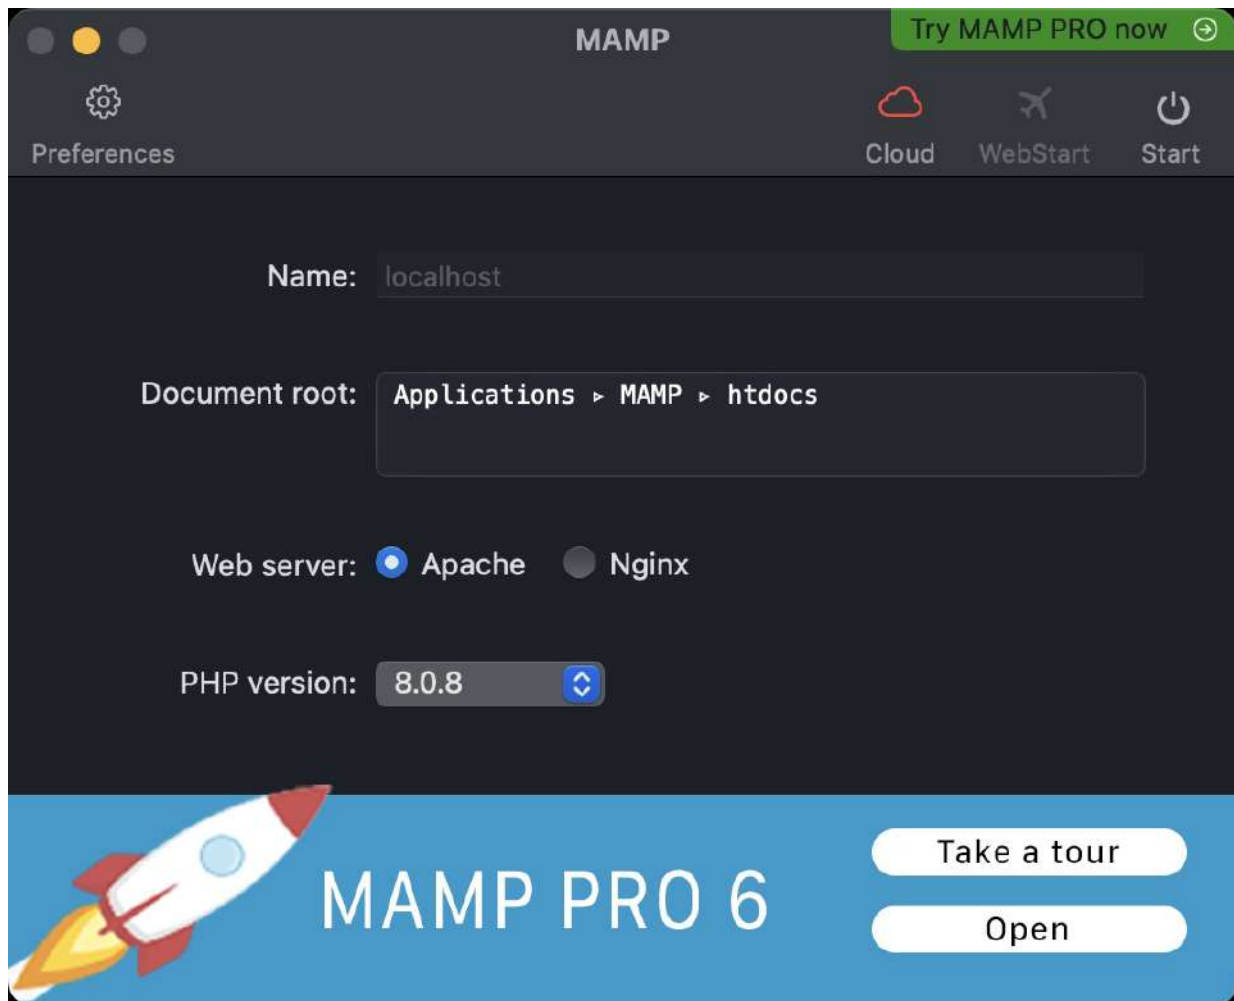 MAMP
Try MAMP PRO now
Preferences
Cloud
WebStart
Start
Name: localhost
Document root: Applications ▹ MAMP ▹ htdocs
Web server: Apache Nginx
PHP version: 8.0.8
MAMP PRO 6
Take a tour
Open